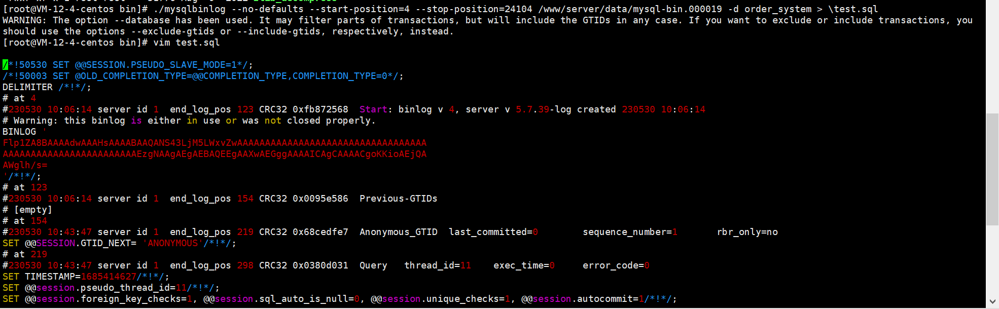 [root@VM-12-4-centos bin]# ./mysqlbinlog --no-defaults --start-position=4 --stop-position=24104 /www/server/data/mysql-bin.000019 -d order_system > \test.sql
WARNING: The option --database has been used. It may filter parts of transactions, but will include the GTIDs in any case. If you want to exclude or include transactions, you
should use the options --exclude-gtids or --include-gtids, respectively, instead.
[root@VM-12-4-centos bin]# vim test.sql
/*!50530 SET @@SESSION.PSEUDO_SLAVE_MODE=1*/;
/*!50003 SET @OLD_COMPLETION_TYPE=@@COMPLETION_TYPE,COMPLETION_TYPE=0*/;
DELIMITER /*!*/;
# at 4
#230530 10:06:14 server id 1  end_log_pos 123 CRC32 0xfb872568  Start: binlog v 4, server v 5.7.39-log created 230530 10:06:14
# Warning: this binlog is either in use or was not closed properly.
BINLOG '
Flp1ZA8BAAAAdwAAAHsAAAABAAQANS43LjM5LWxvZwAAAAAAAAAAAAAAAAAAAAAAAAAAAAAAAAAA
AAAAAAAAAAAAAAAAAAAAAAAAEzgNAAgAEgAEBAQEEgAAXwAEGggAAAAICAgCAAAACgoKKioAEjQA
AWglh/s=
'/*!*/;
# at 123
#230530 10:06:14 server id 1  end_log_pos 154 CRC32 0x0095e586  Previous-GTIDs
# [empty]
# at 154
#230530 10:43:47 server id 1  end_log_pos 219 CRC32 0x68cedfe7  Anonymous_GTID  last_committed=0        sequence_number=1       rbr_only=no
SET @@SESSION.GTID_NEXT= 'ANONYMOUS'/*!*/;
# at 219
#230530 10:43:47 server id 1  end_log_pos 298 CRC32 0x0380d031  Query   thread_id=11    exec_time=0     error_code=0
SET TIMESTAMP=1685414627/*!*/;
SET @@session.pseudo_thread_id=11/*!*/;
SET @@session.foreign_key_checks=1, @@session.sql_auto_is_null=0, @@session.unique_checks=1, @@session.autocommit=1/*!*/;